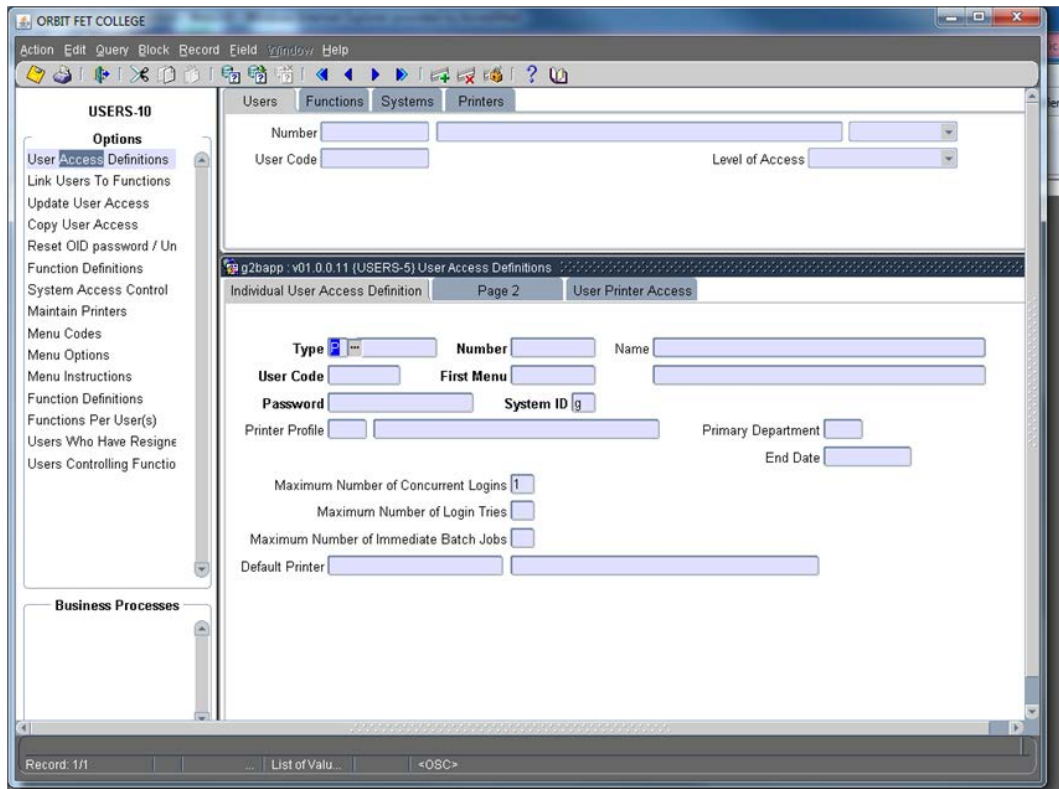 ORBIT FET COLLEGE
Action Edit Query Block Record Field Window Help
USERS-10
Options
User Access Definitions
Link Users To Functions
Update User Access
Copy User Access
Reset OID password / Un
Function Definitions
System Access Control
Maintain Printers
Menu Codes
Menu Options
Menu Instructions
Function Definitions
Functions Per User(s)
Users Who Have Resigne
Users Controlling Functio
Business Processes
Users Functions Systems Printers
Number
User Code Level of Access
g2bapp : v01.0.0.11 {USERS-5} User Access Definitions
Individual User Access Definition Page 2 User Printer Access
Type P ... Number Name
User Code First Menu
Password System ID g
Printer Profile Primary Department
End Date
Maximum Number of Concurrent Logins 1
Maximum Number of Login Tries
Maximum Number of Immediate Batch Jobs
Default Printer
Record: 1/1 ... List of Valu... <OSC>